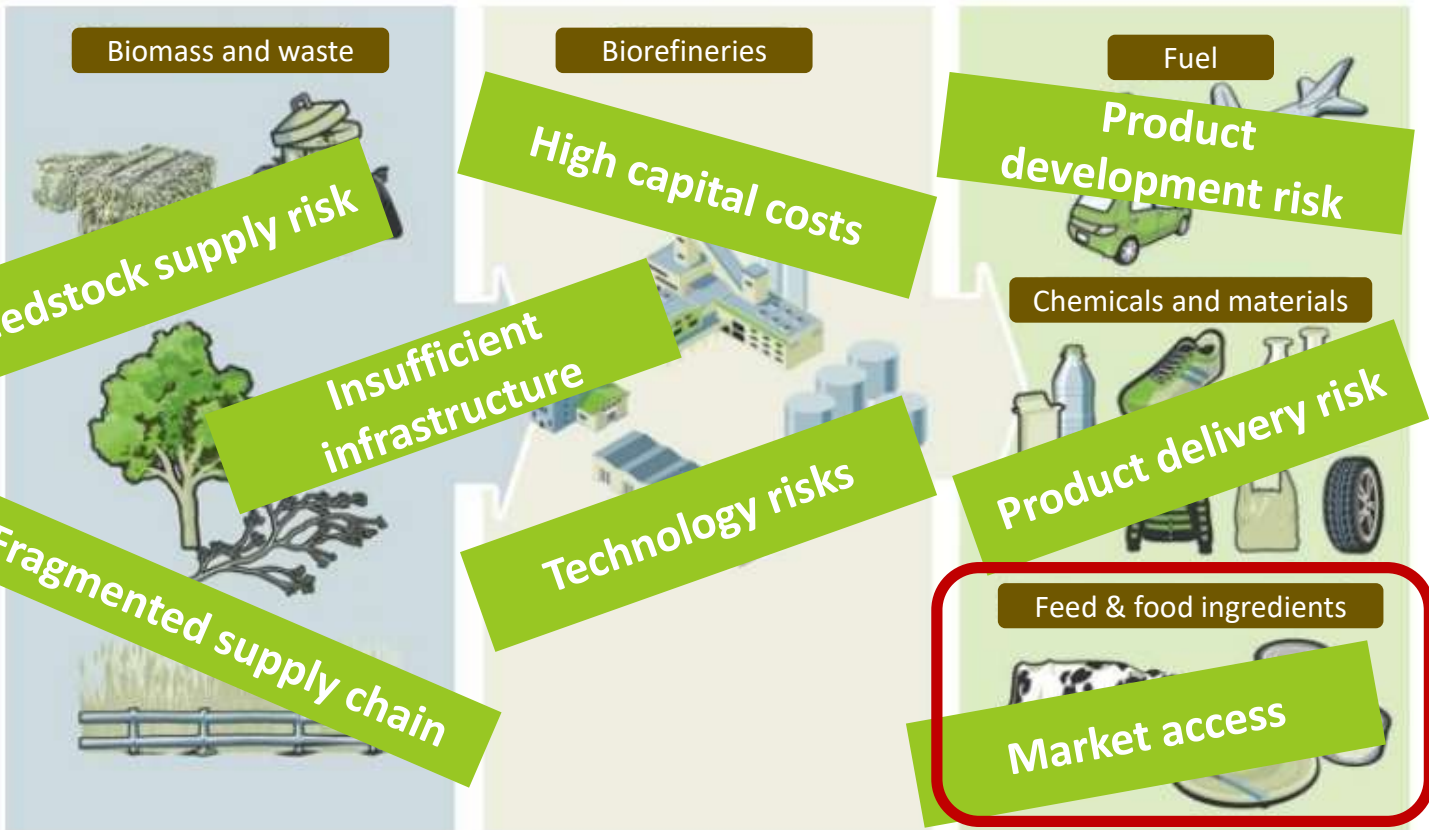 Biomass and waste
edstock supply risk
Fragmented supply chain
Biorefineries
High capital costs
Insufficient
infrastructure
Technology risks
Fuel
Product
development risk
Chemicals and materials
Product delivery risk
Feed & food ingredients
Market access